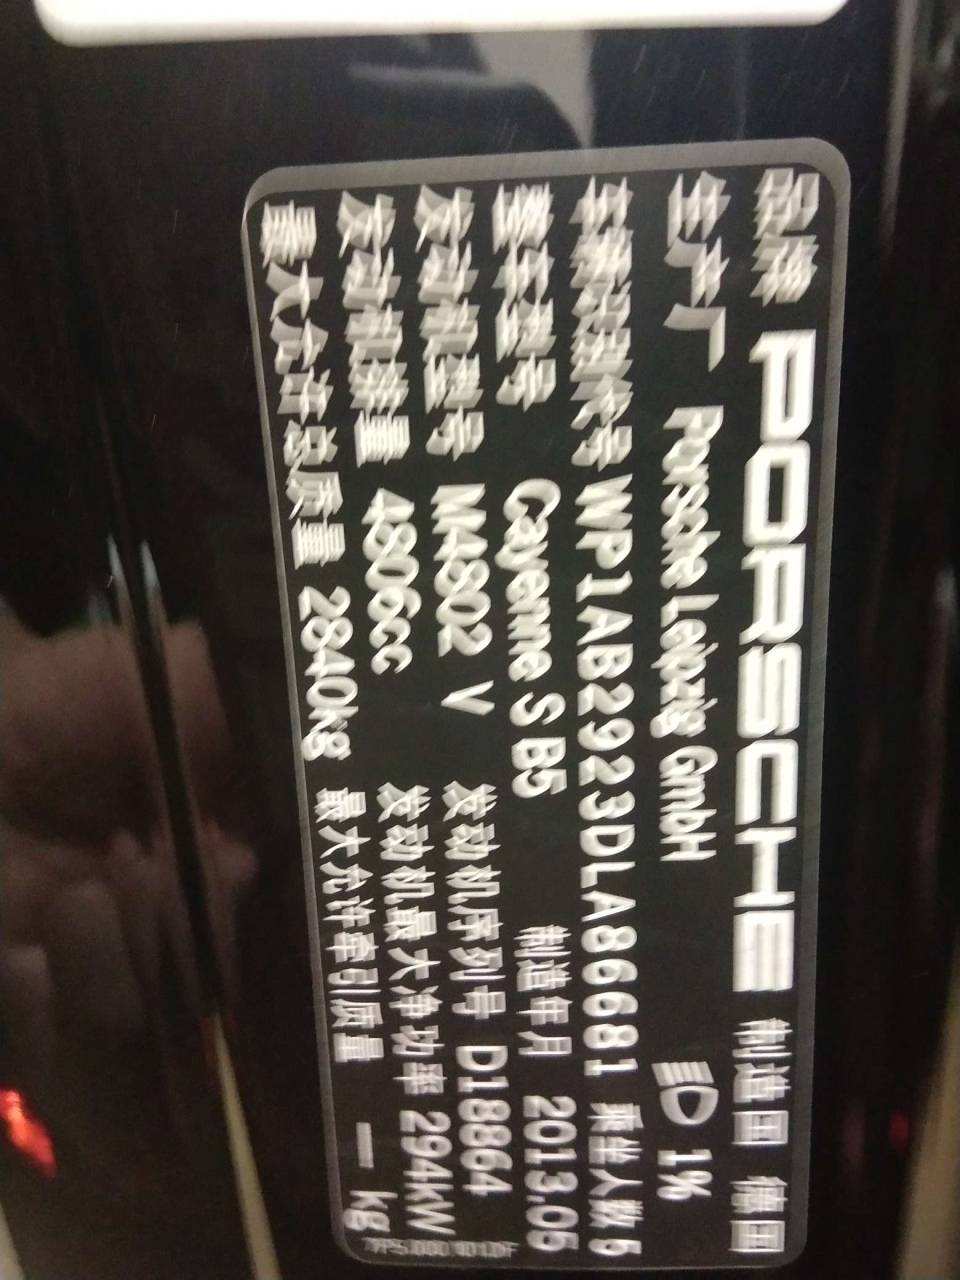 品牌 PORSCHE 制造国 德国
生产厂 Porsche Leipzig GmbH 1%
车辆识别代号 WP1AB2923DLA86681 乘坐人数 5
整车型号 Cayenne S B5 制造年月 2013.05
发动机型号 M4802 V 发动机序列号 D18864
发动机排量 4806cc 发动机最大净功率 294kW
最大允许总质量 2840kg 最大允许牵引质量 — kg